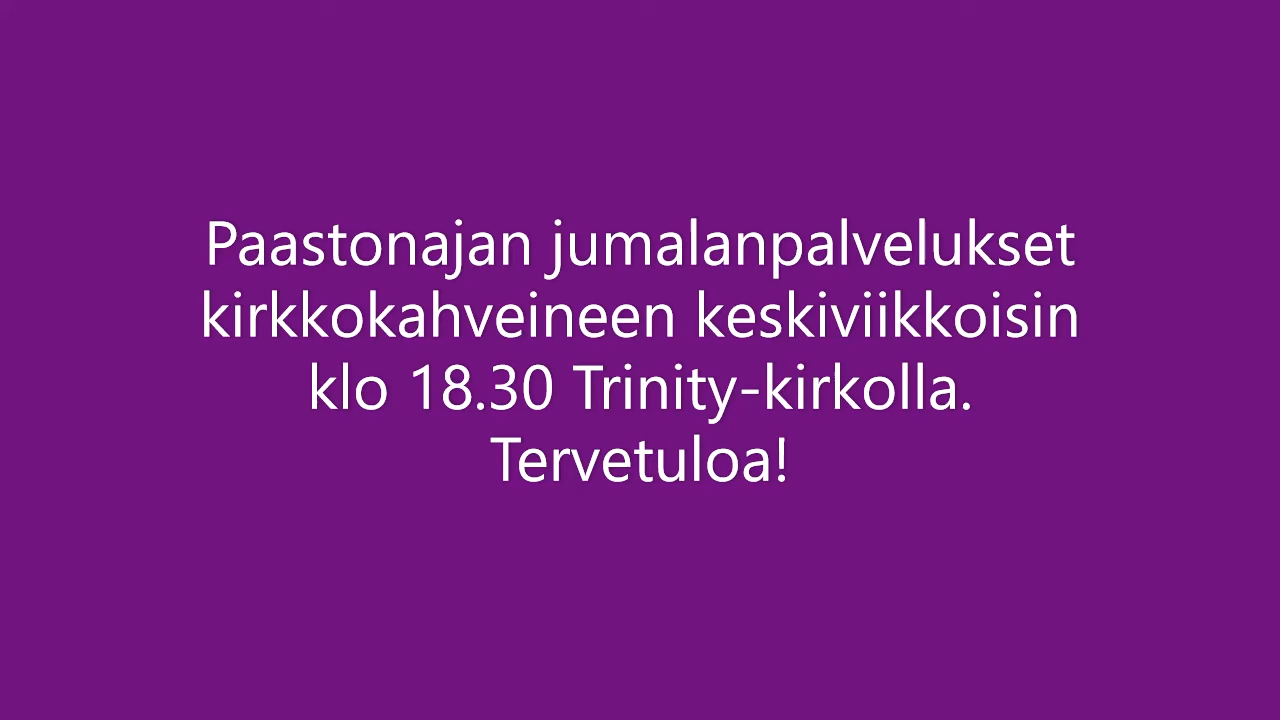 Paastonajan jumalanpalvelukset
kirkkokahveineen keskiviikkoisin
klo 18.30 Trinity-kirkolla.
Tervetuloa!